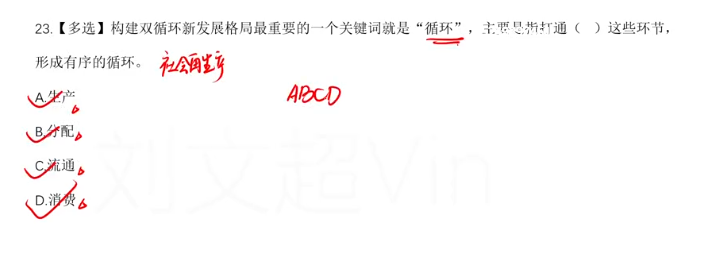 23.【多选】构建双循环新发展格局最重要的一个关键词就是“循环”，主要是指打通（ ）这些环节，
形成有序的循环。 社会再生产
A.生产
ABCD
B.分配
C.流通
D.消费
刘文超Vin